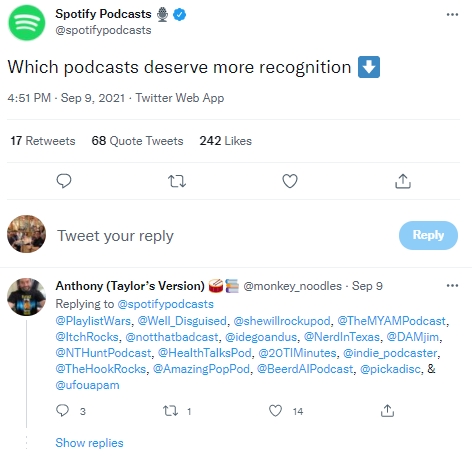 Spotify Podcasts 🎙️
@spotifypodcasts
Which podcasts deserve more recognition ⬇️
4:51 PM · Sep 9, 2021 · Twitter Web App
17 Retweets 68 Quote Tweets 242 Likes
Tweet your reply
Reply
Anthony (Taylor's Version) 🥁📚 @monkey_noodles · Sep 9
Replying to @spotifypodcasts
@PlaylistWars, @Well_Disguised, @shewillrockupod, @TheMYAMPodcast,
@ItchRocks, @notthatbadcast, @idegoandus, @NerdInTexas, @DAMjim,
@NTHuntPodcast, @HealthTalksPod, @20TIMinutes, @indie_podcaster,
@TheHookRocks, @AmazingPopPod, @BeerdAlPodcast, @pickadisc, &
@ufouapam
3 1 14
Show replies